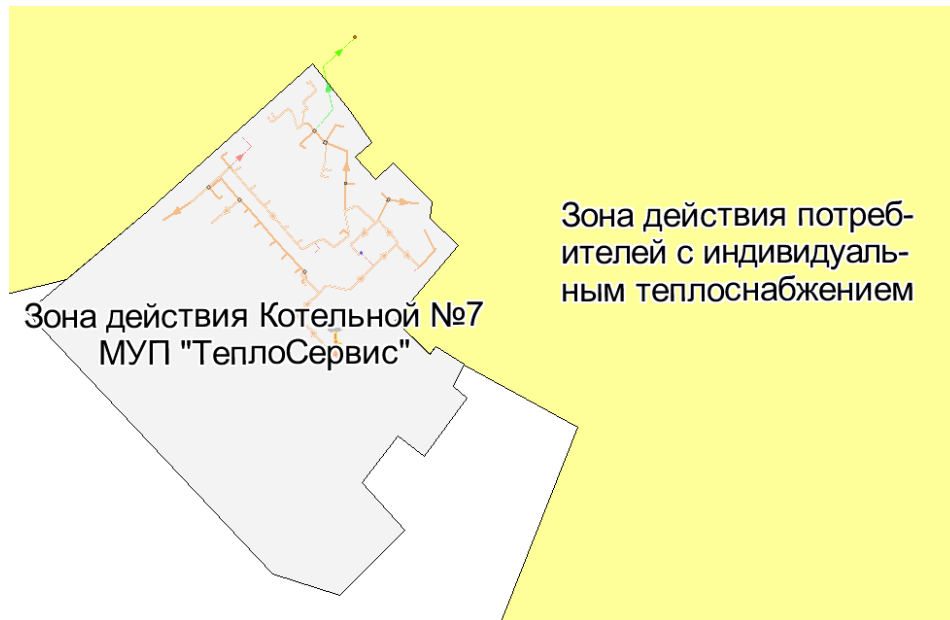 Зона действия потреб-
ителей с индивидуаль-
ным теплоснабжением
Зона действия Котельной №7
МУП "ТеплоСервис"